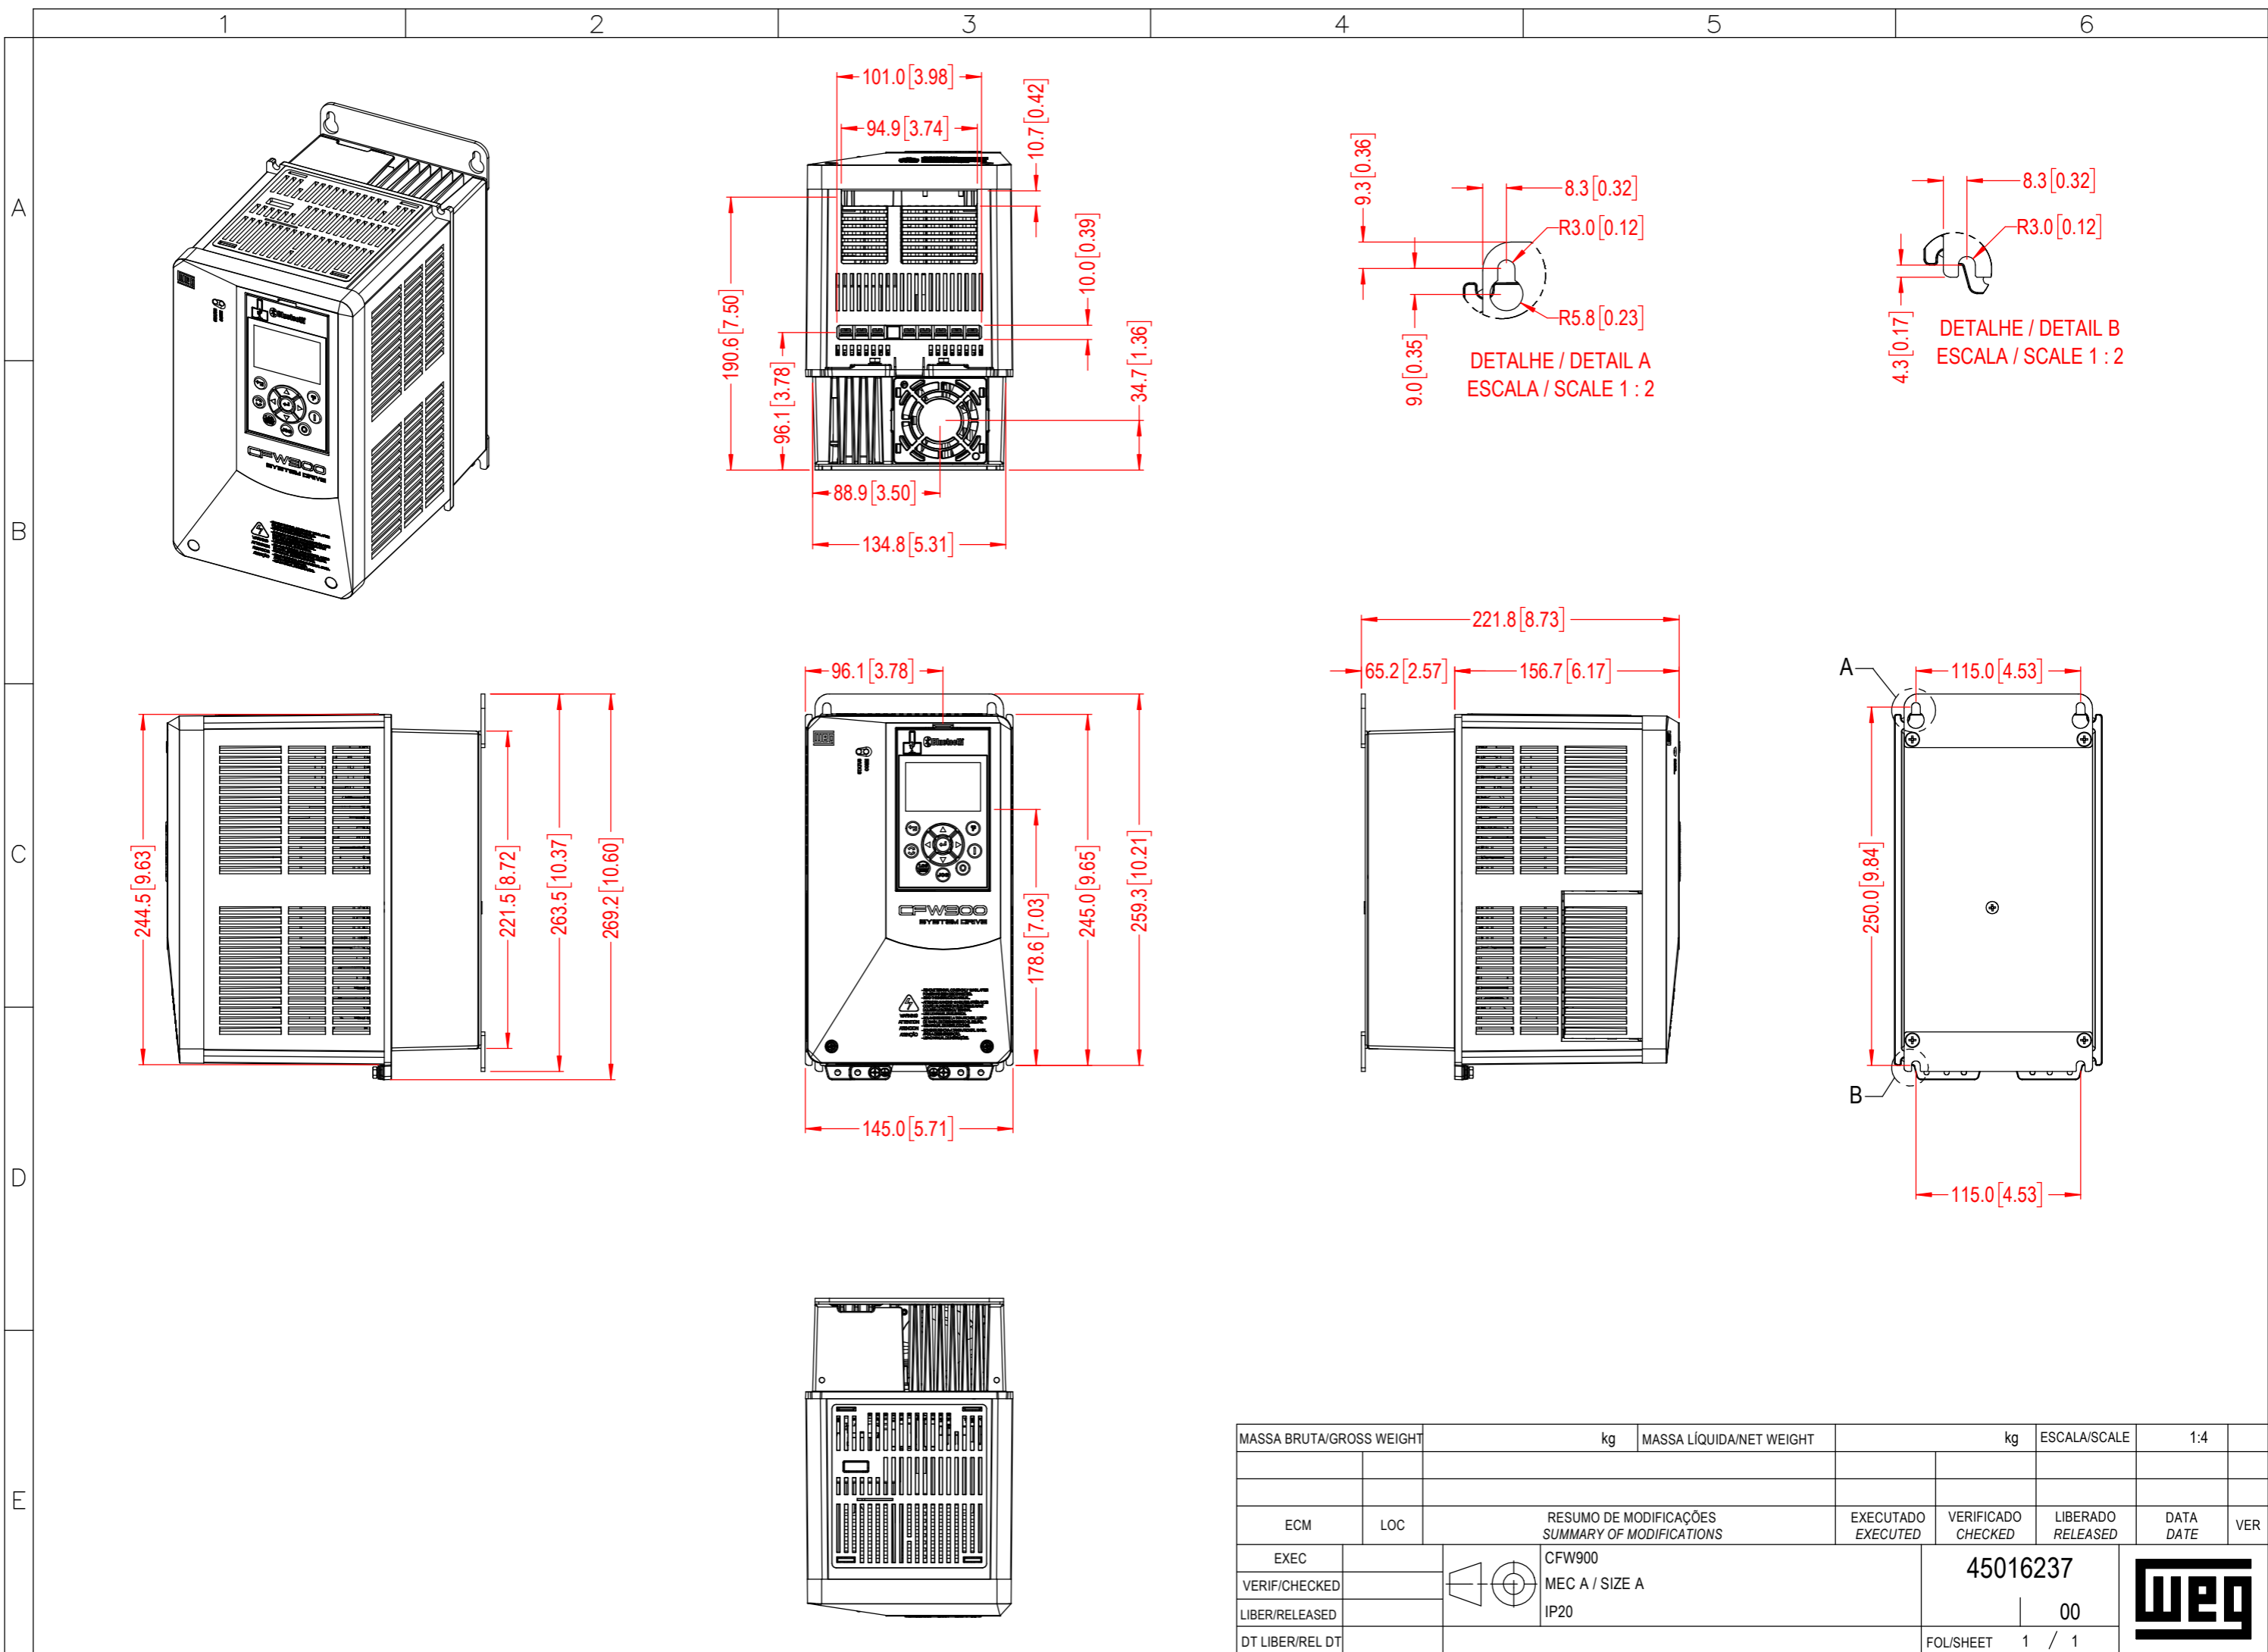 1 2 3 4 5 6
A
B
C
D
E
CFW900
SYSTEM DRIVE
101.0 [3.98]
94.9 [3.74]
10.7 [0.42]
190.6 [7.50]
96.1 [3.78]
10.0 [0.39]
34.7 [1.36]
88.9 [3.50]
134.8 [5.31]
9.3 [0.36]
8.3 [0.32]
R3.0 [0.12]
9.0 [0.35]
R5.8 [0.23]
DETALHE / DETAIL A
ESCALA / SCALE 1 : 2
8.3 [0.32]
R3.0 [0.12]
4.3 [0.17]
DETALHE / DETAIL B
ESCALA / SCALE 1 : 2
244.5 [9.63]
221.5 [8.72]
263.5 [10.37]
269.2 [10.60]
96.1 [3.78]
WEG
CFW900
SYSTEM DRIVE
WARNING
ATTENTION
ATENCIÓN
ATENÇÃO
178.6 [7.03]
245.0 [9.65]
259.3 [10.21]
145.0 [5.71]
221.8 [8.73]
65.2 [2.57]
156.7 [6.17]
A
115.0 [4.53]
250.0 [9.84]
B
115.0 [4.53]
MASSA BRUTA/GROSS WEIGHT kg MASSA LÍQUIDA/NET WEIGHT kg ESCALA/SCALE 1:4
ECM LOC RESUMO DE MODIFICAÇÕES EXECUTADO VERIFICADO LIBERADO DATA VER
SUMMARY OF MODIFICATIONS EXECUTED CHECKED RELEASED DATE
EXEC CFW900 45016237
VERIF/CHECKED MEC A / SIZE A
LIBER/RELEASED IP20 00
DT LIBER/REL DT FOL/SHEET 1 / 1
weg